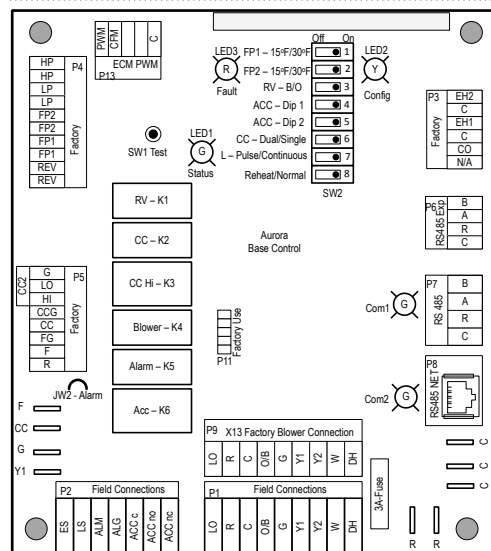 PWM
CFM
C
ECM PWM
P13
HP
HP
LP
LP
FP2
FP2
FP1
FP1
REV
REV
P4
Factory
SW1 Test
LED3
R
Fault
LED1
G
Status
Off
On
FP1 – 15ºF/30ºF
1
FP2 – 15ºF/30ºF
2
RV – B/O
3
ACC – Dip 1
4
ACC – Dip 2
5
CC – Dual/Single
6
L – Pulse/Continuous
7
Reheat/Normal
8
SW2
LED2
Y
Config
P3
Factory
EH2
C
EH1
C
CO
N/A
P6
RS485 Exp
B
A
R
C
RV – K1
CC – K2
CC Hi – K3
Blower – K4
Alarm – K5
Acc – K6
Aurora
Base Control
CC2
G
LO
HI
CCG
CC
FG
F
R
P5
Factory
JW2 - Alarm
Factory Use
P11
Com1
G
P7
RS 485
B
A
R
C
Com2
G
P8
RS485 NET
F
CC
G
Y1
P9
X13 Factory Blower Connection
LO
R
C
O/B
G
Y1
Y2
W
DH
3A-Fuse
C
C
C
P2
Field Connections
ES
LS
ALM
ALG
ACC c
ACC no
ACC nc
P1
Field Connections
LO
R
C
O/B
G
Y1
Y2
W
DH
R
R